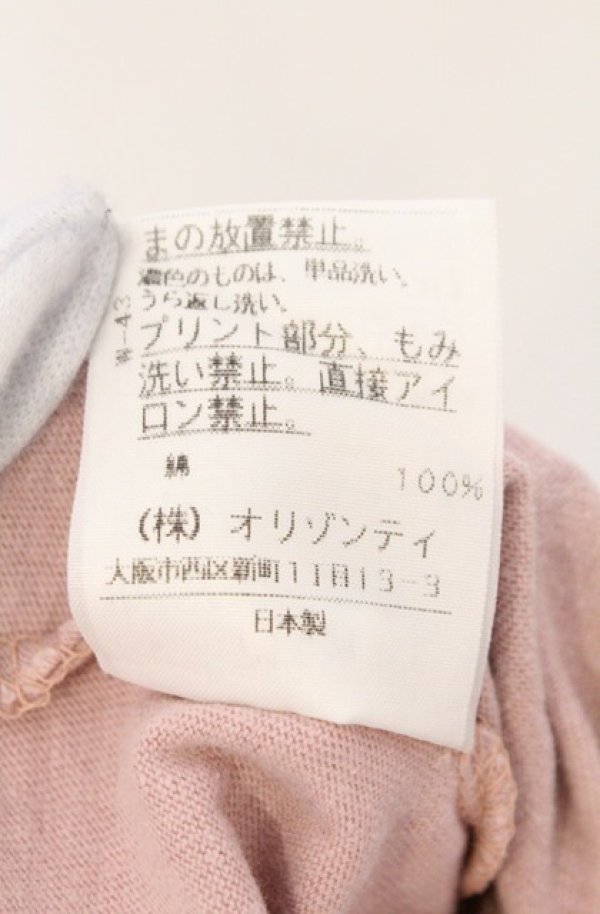 まの放置禁止。
濃色のものは、単品洗い、
うら返し洗い、
プリント部分、もみ
洗い禁止。直接アイ
ロン禁止。
綿 100%
(株) オリゾンティ
大阪市西区新町1丁目13-3
日本製
W-43